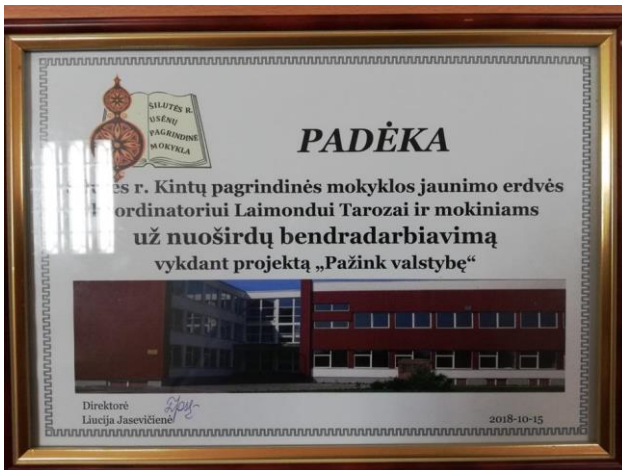 ŠILUTĖS R.
USĖNŲ
PAGRINDINĖ
MOKYKLA
PADĖKA
r. Kintų pagrindinės mokyklos jaunimo erdvės
Laimondui Tarozai ir mokiniams
už nuoširdų bendradarbiavimą
vykdant projektą „Pažink valstybę“
Direktorė
Liucija Jasevičienė
2018-10-15